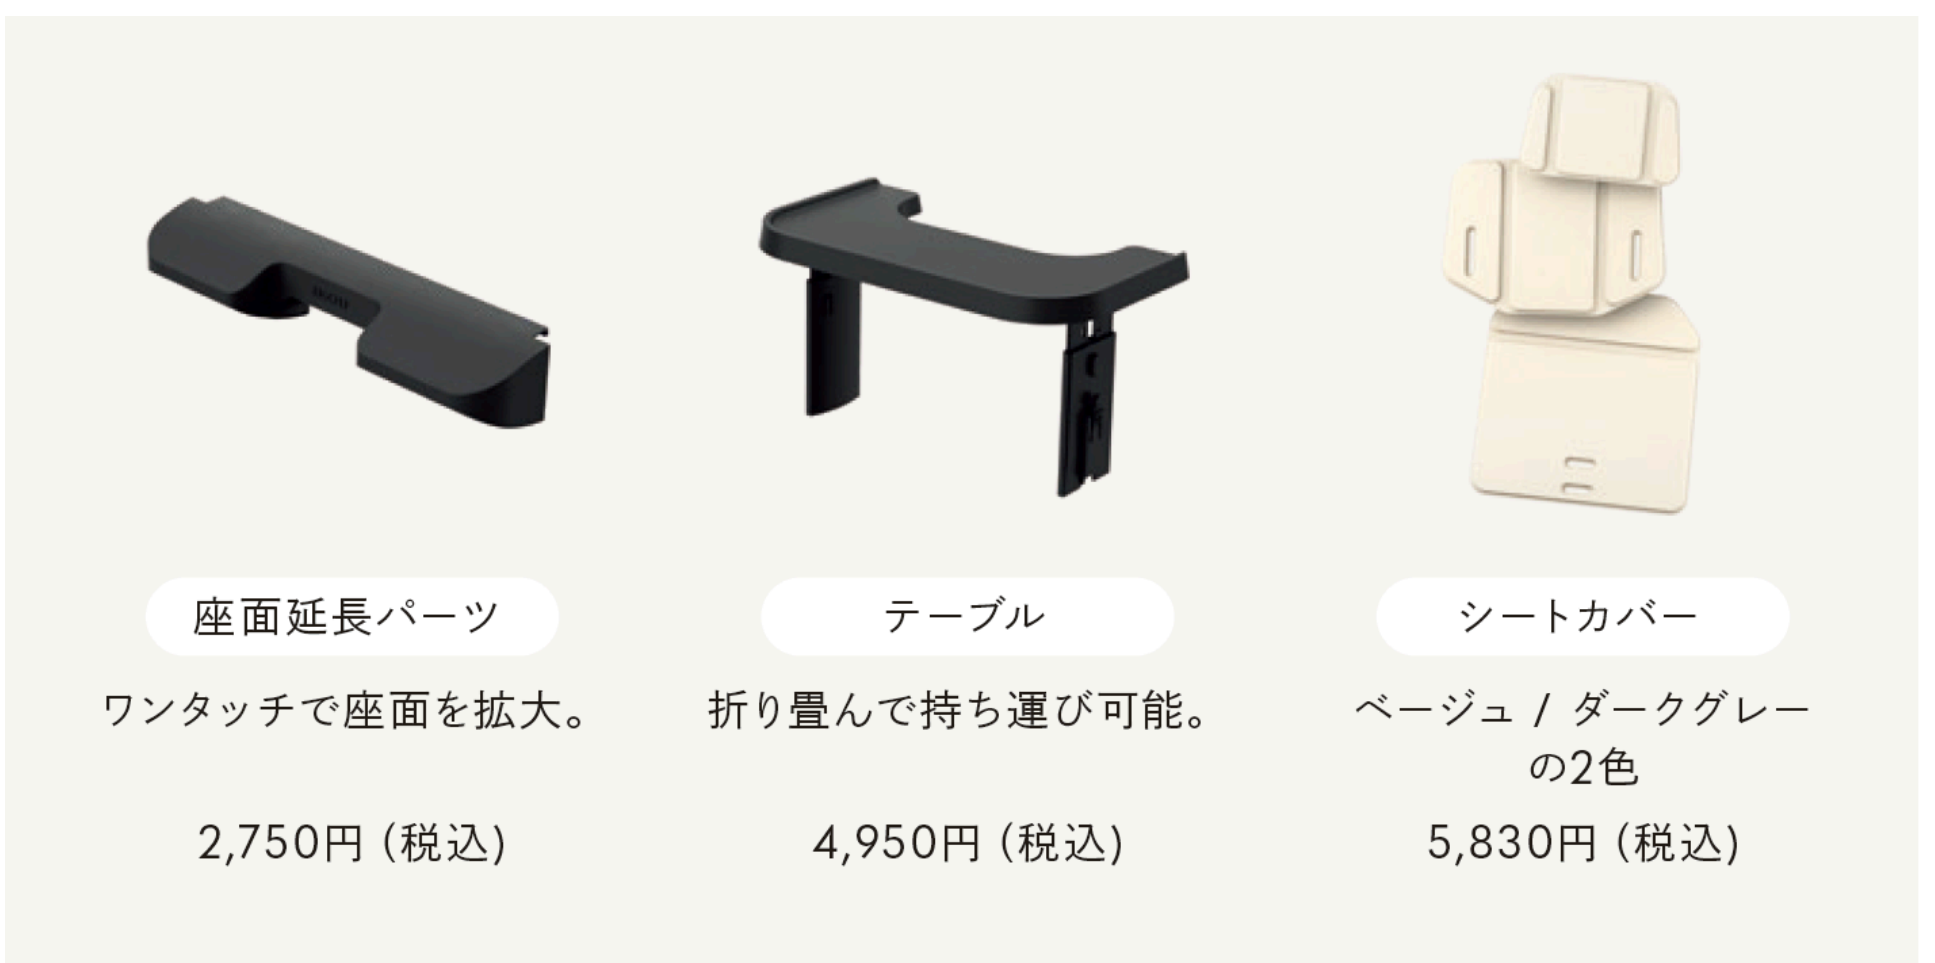 座面延長パーツ
ワンタッチで座面を拡大。
2,750円 (税込)
テーブル
折り畳んで持ち運び可能。
4,950円 (税込)
シートカバー
ベージュ / ダークグレー
の2色
5,830円 (税込)